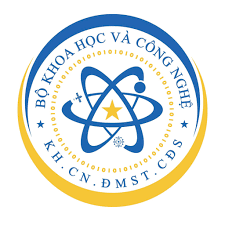 BỘ KHOA HỌC VÀ CÔNG NGHỆ
KH.CN.ĐMST.CĐS